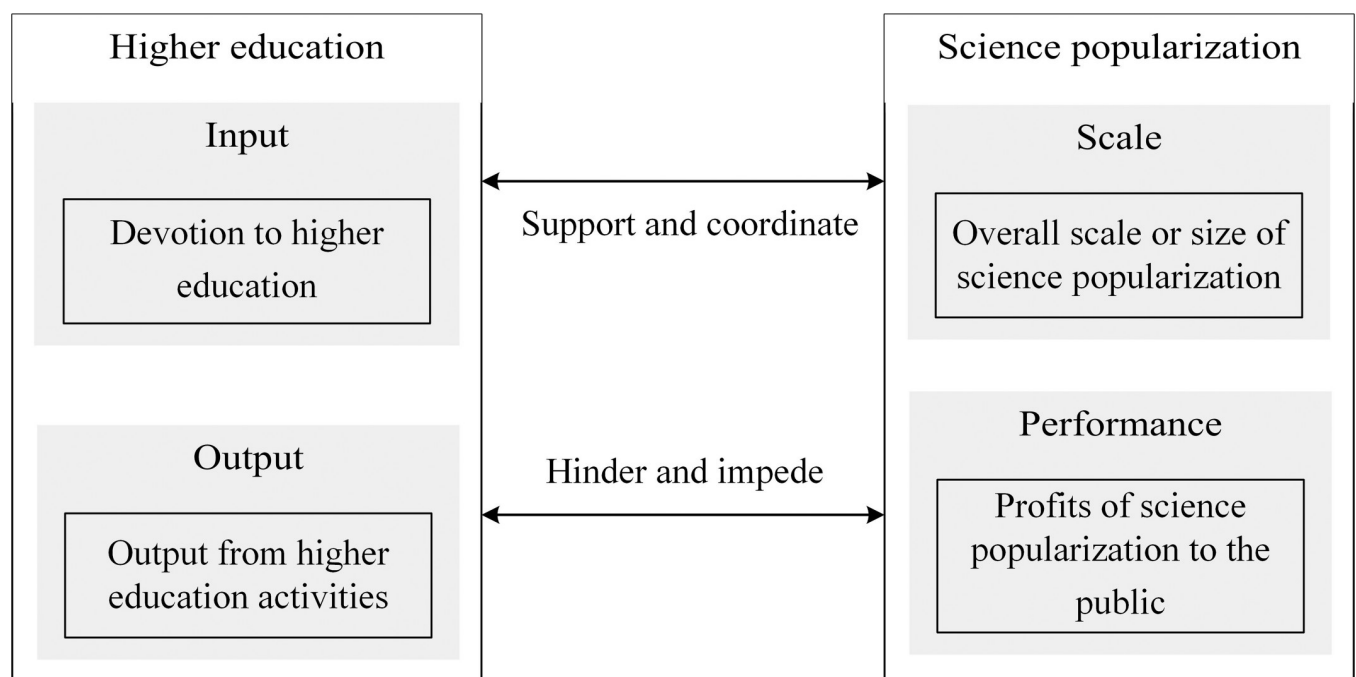 Higher education
Input
Devotion to higher
education
Output
Output from higher
education activities
Support and coordinate
Hinder and impede
Science popularization
Scale
Overall scale or size of
science popularization
Performance
Profits of science
popularization to the
public